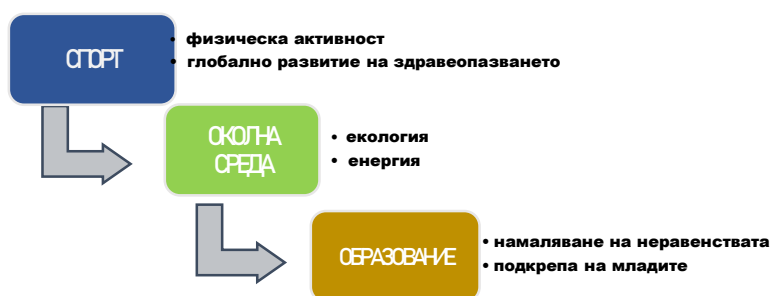 СПОРТ
• физическа активност
• глобално развитие на здравеопазването
ОКОЛНА
СРЕДА
• екология
• енергия
ОБРАЗОВАНИЕ
• намаляване на неравенствата
• подкрепа на младите